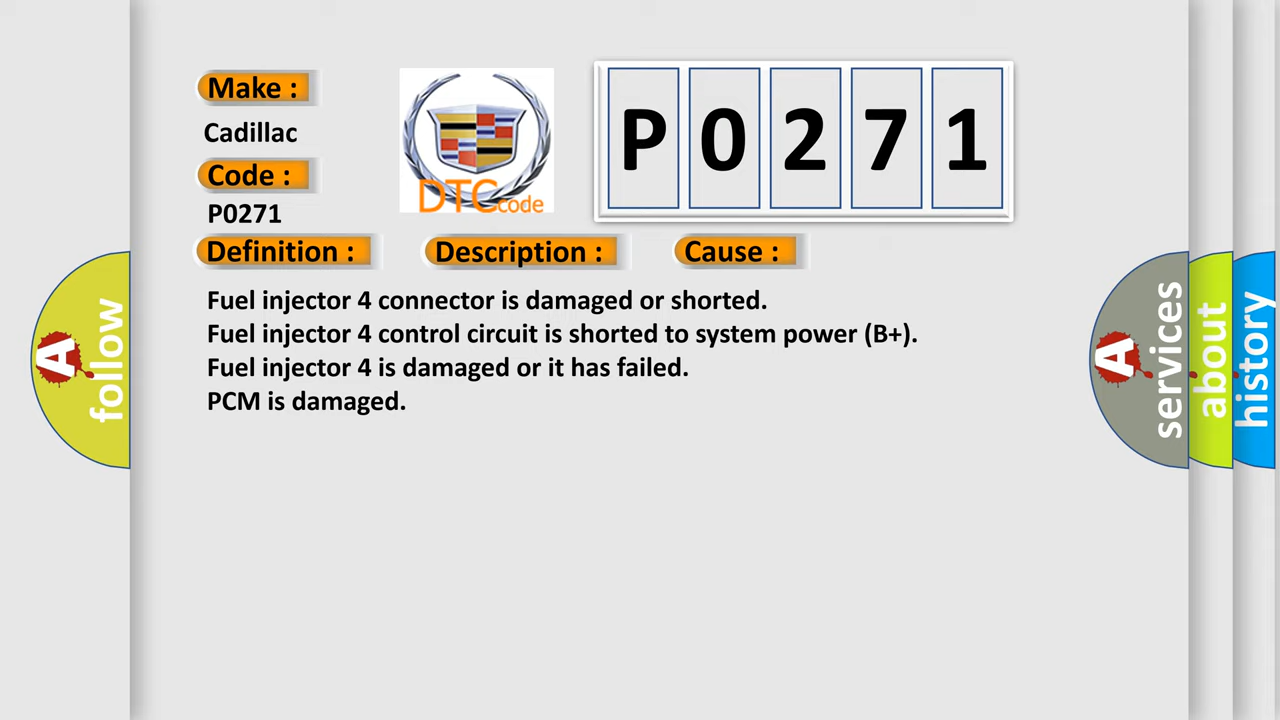 Make :
Cadillac
Code :
P0271
DTC code
P 0 2 7 1
Definition :
Description :
Cause :
Fuel injector 4 connector is damaged or shorted.
Fuel injector 4 control circuit is shorted to system power (B+).
Fuel injector 4 is damaged or it has failed.
PCM is damaged.
A follow
A services
about
history